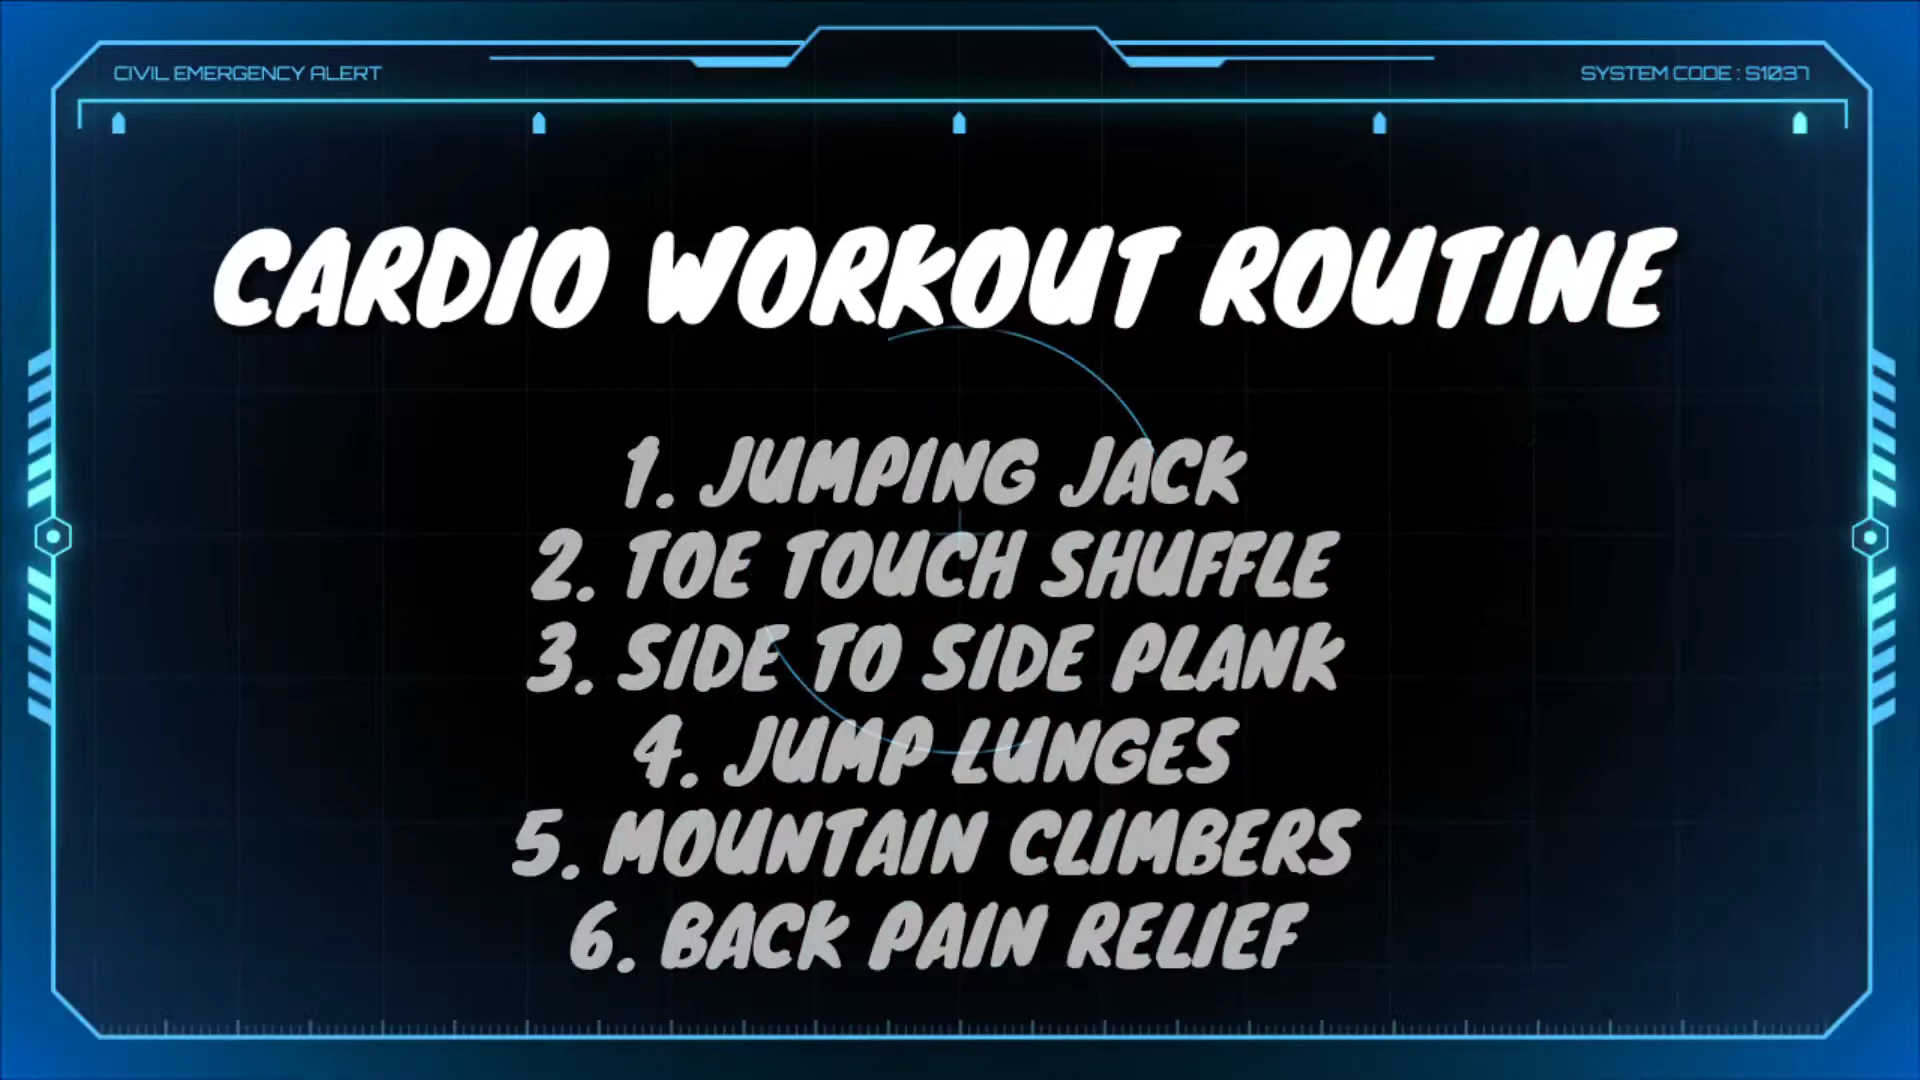 CIVIL EMERGENCY ALERT
SYSTEM CODE : S1037
CARDIO WORKOUT ROUTINE
1. JUMPING JACK
2. TOE TOUCH SHUFFLE
3. SIDE TO SIDE PLANK
4. JUMP LUNGES
5. MOUNTAIN CLIMBERS
6. BACK PAIN RELIEF